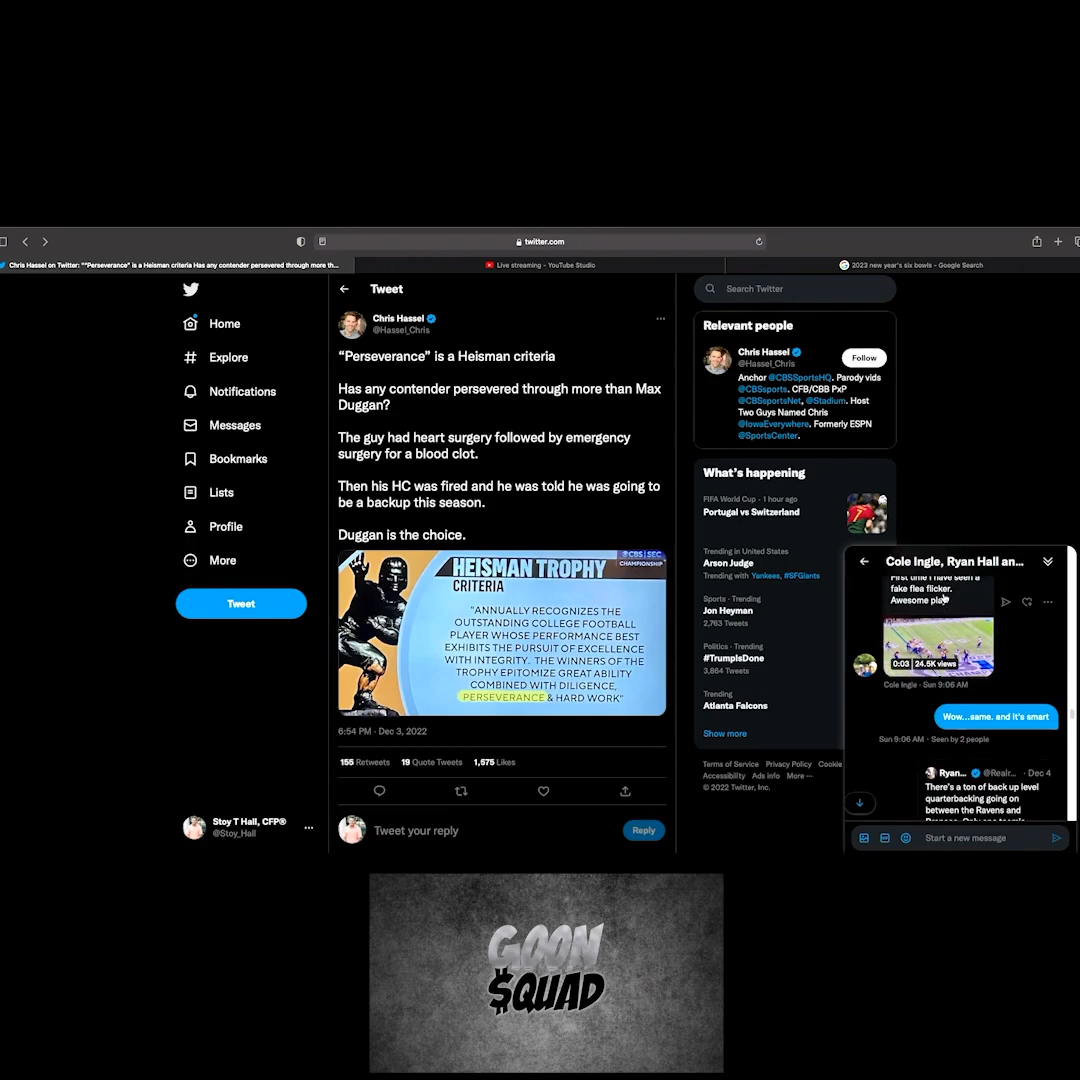 twitter.com
Chris Hassel on Twitter: "“Perseverance” is a Heisman criteria Has any contender persevered through more th...
Live streaming - YouTube Studio
2023 new year's six bowls - Google Search
Home
Explore
Notifications
Messages
Bookmarks
Lists
Profile
More
Tweet
Stoy T Hall, CFP®
@Stoy_Hall
Tweet
Chris Hassel
@Hassel_Chris
“Perseverance” is a Heisman criteria
Has any contender persevered through more than Max
Duggan?
The guy had heart surgery followed by emergency
surgery for a blood clot.
Then his HC was fired and he was told he was going to
be a backup this season.
Duggan is the choice.
CBS | SEC
CHAMPIONSHIP
HEISMAN TROPHY
CRITERIA
"ANNUALLY RECOGNIZES THE
OUTSTANDING COLLEGE FOOTBALL
PLAYER WHOSE PERFORMANCE BEST
EXHIBITS THE PURSUIT OF EXCELLENCE
WITH INTEGRITY. THE WINNERS OF THE
TROPHY EPITOMIZE GREAT ABILITY
COMBINED WITH DILIGENCE,
PERSEVERANCE & HARD WORK"
6:54 PM · Dec 3, 2022
155 Retweets 19 Quote Tweets 1,575 Likes
Tweet your reply
Reply
Search Twitter
Relevant people
Chris Hassel
@Hassel_Chris
Follow
Anchor @CBSSportsHQ. Parody vids
@CBSsports. CFB/CBB PxP
@CBSsportsNet, @Stadium. Host
Two Guys Named Chris
@IowaEverywhere. Formerly ESPN
@SportsCenter.
What's happening
FIFA World Cup · 1 hour ago
Portugal vs Switzerland
Trending in United States
Arson Judge
Trending with Yankees, #SFGiants
Sports · Trending
Jon Heyman
2,763 Tweets
Politics · Trending
#TrumpIsDone
3,864 Tweets
Trending
Atlanta Falcons
Show more
Terms of Service Privacy Policy Cookie
Accessibility Ads info More ···
© 2022 Twitter, Inc.
Cole Ingle, Ryan Hall an...
First time I have seen a
fake flea flicker.
Awesome play
0:03 24.5K views
Cole Ingle · Sun 9:06 AM
Wow...same. and it's smart
Sun 9:06 AM · Seen by 2 people
Ryan... @Realr... · Dec 4
There's a ton of back up level
quarterbacking going on
between the Ravens and
Start a new message
GOON
$QUAD